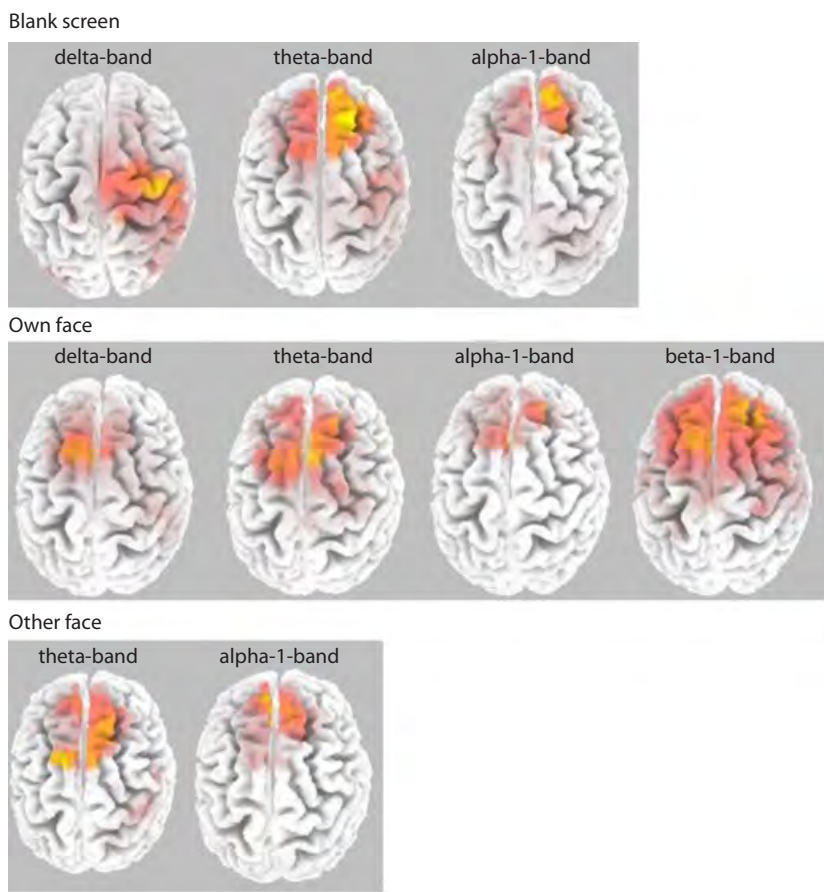 Blank screen
delta-band theta-band alpha-1-band
Own face
delta-band theta-band alpha-1-band beta-1-band
Other face
theta-band alpha-1-band